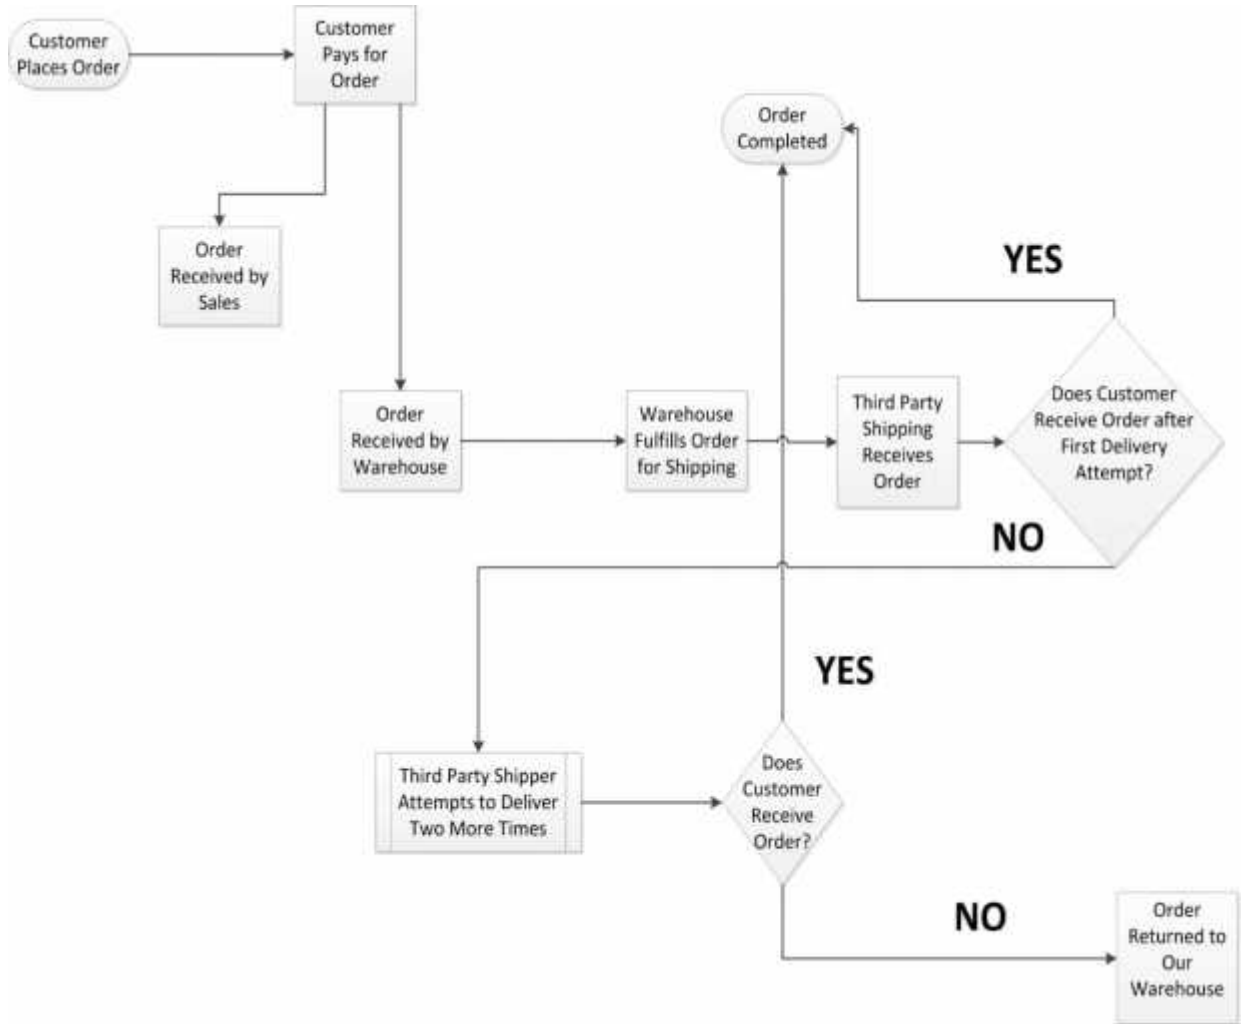 Customer
Places Order
Customer
Pays for
Order
Order
Received by
Sales
Order
Completed
YES
Order
Received by
Warehouse
Warehouse
Fulfills Order
for Shipping
Third Party
Shipping
Receives
Order
Does Customer
Receive Order after
First Delivery
Attempt?
NO
YES
Third Party Shipper
Attempts to Deliver
Two More Times
Does
Customer
Receive
Order?
NO
Order
Returned to
Our
Warehouse